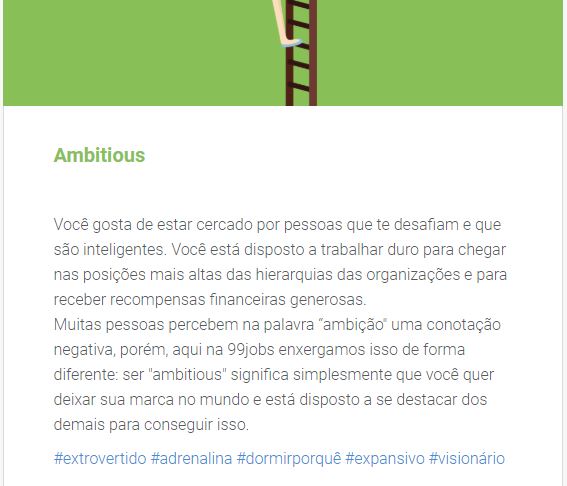 Ambitious
Você gosta de estar cercado por pessoas que te desafiam e que
são inteligentes. Você está disposto a trabalhar duro para chegar
nas posições mais altas das hierarquias das organizações e para
receber recompensas financeiras generosas.
Muitas pessoas percebem na palavra “ambição" uma conotação
negativa, porém, aqui na 99jobs enxergamos isso de forma
diferente: ser "ambitious" significa simplesmente que você quer
deixar sua marca no mundo e está disposto a se destacar dos
demais para conseguir isso.
#extrovertido #adrenalina #dormirporquê #expansivo #visionário